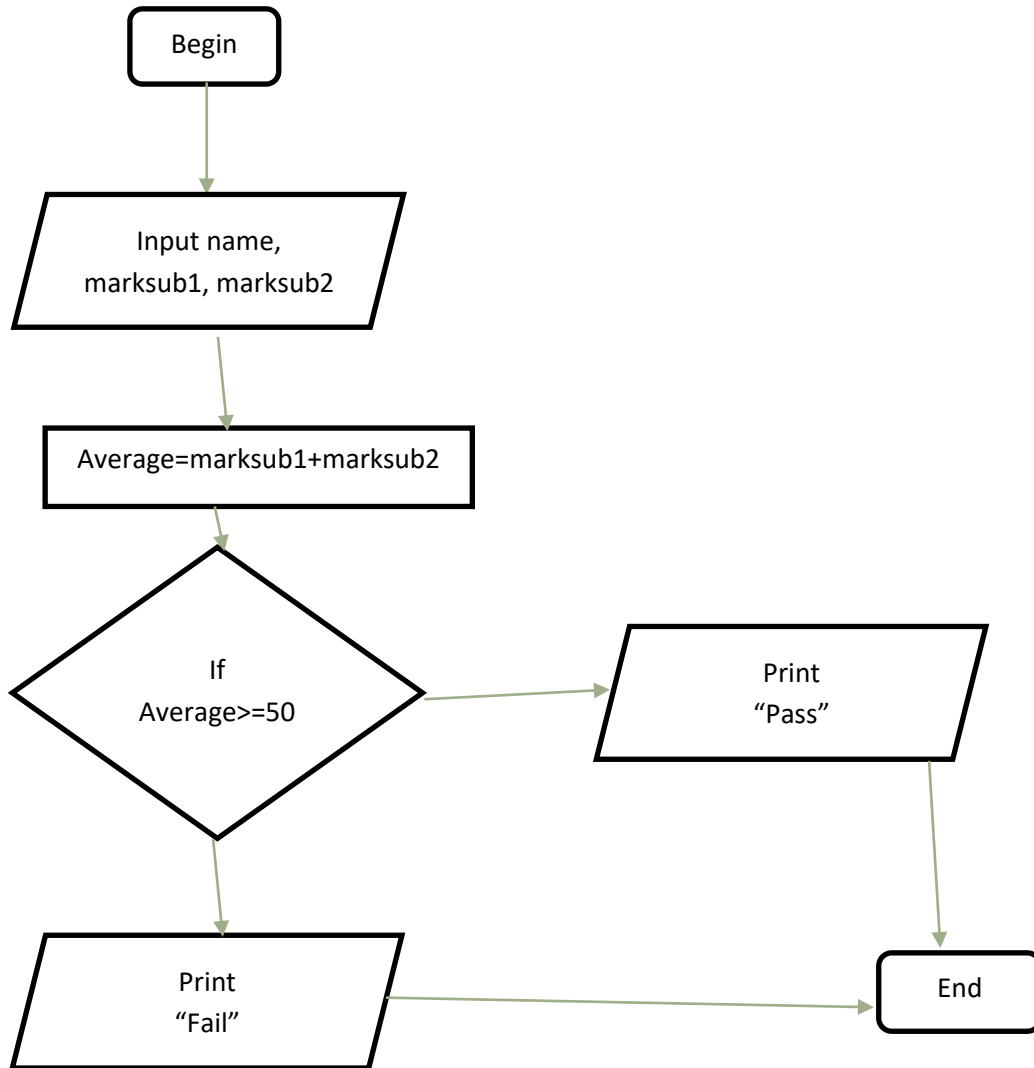 Begin
Input name,
marksub1, marksub2
Average=marksub1+marksub2
If
Average>=50
Print
“Pass”
Print
“Fail”
End